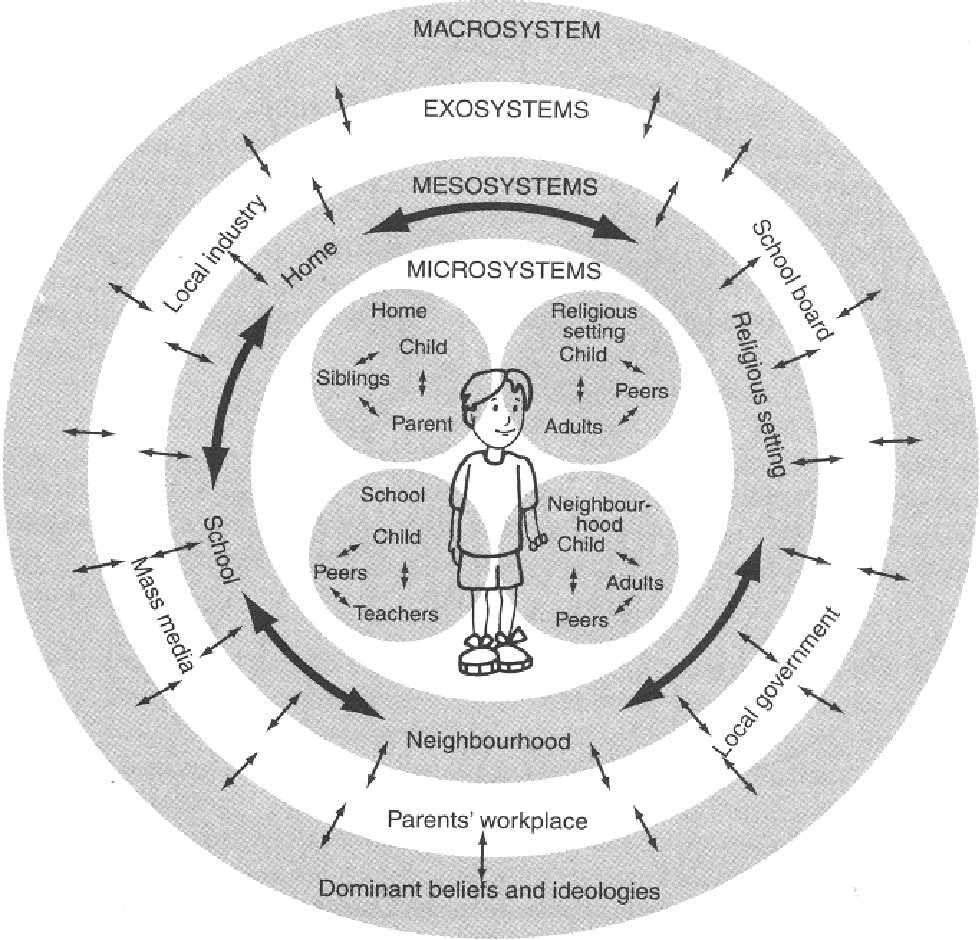 MACROSYSTEM
EXOSYSTEMS
MESOSYSTEMS
Local industry
Home
School board
Religious setting
MICROSYSTEMS
Home
Child
Siblings
Parent
Religious
setting
Child
Peers
Adults
School
Child
Peers
Teachers
Neighbour-
hood
Child
Adults
Peers
School
Mass media
Local government
Neighbourhood
Parents' workplace
Dominant beliefs and ideologies